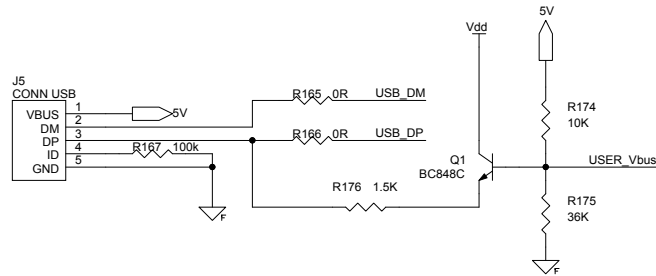 5V
Vdd
J5
CONN USB
VBUS 1
5V
DM 2
DP 3
ID 4
GND 5
R165 0R USB_DM
R166 0R USB_DP
R167 100k
R174
10K
Q1
BC848C
USER_Vbus
R176 1.5K
R175
36K
F
F